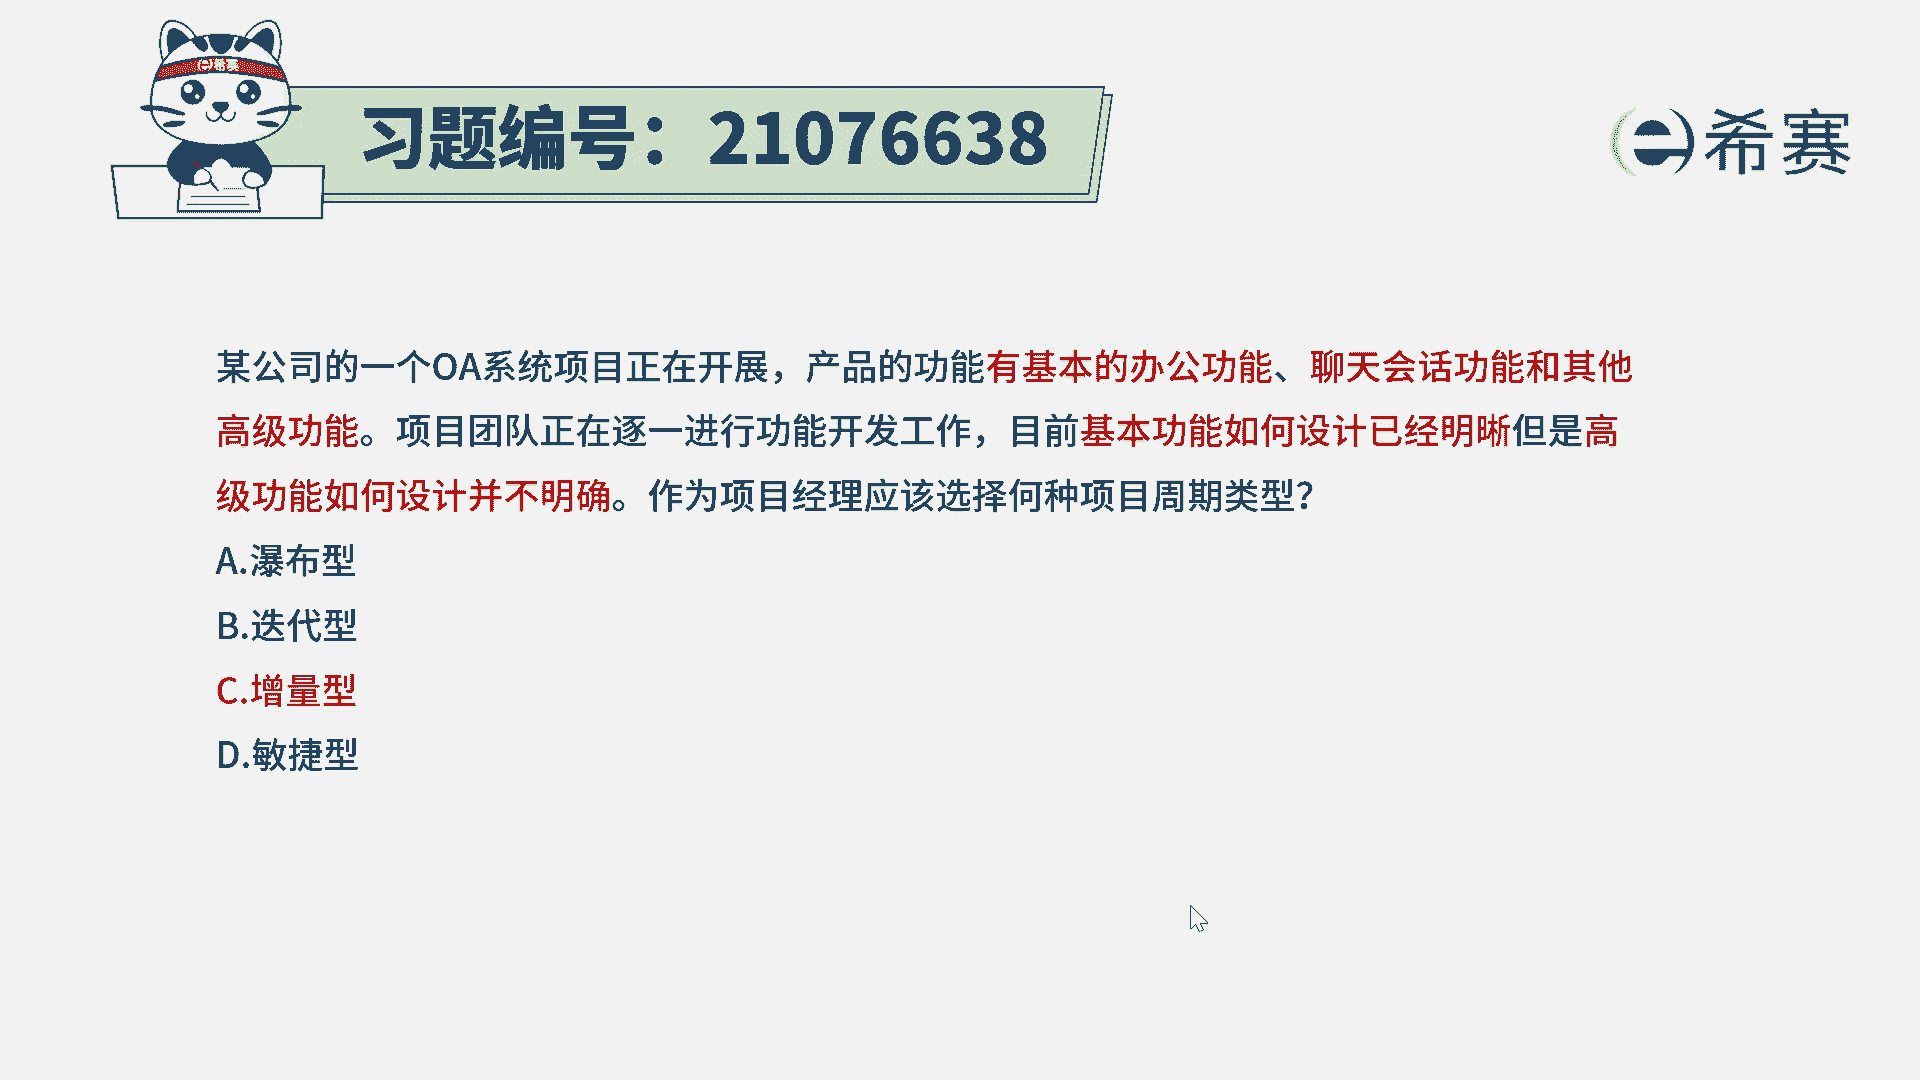 e希赛
习题编号：21076638
e希赛
某公司的一个OA系统项目正在开展，产品的功能有基本的办公功能、聊天会话功能和其他
高级功能。项目团队正在逐一进行功能开发工作，目前基本功能如何设计已经明晰但是高
级功能如何设计并不明确。作为项目经理应该选择何种项目周期类型？
A.瀑布型
B.迭代型
C.增量型
D.敏捷型